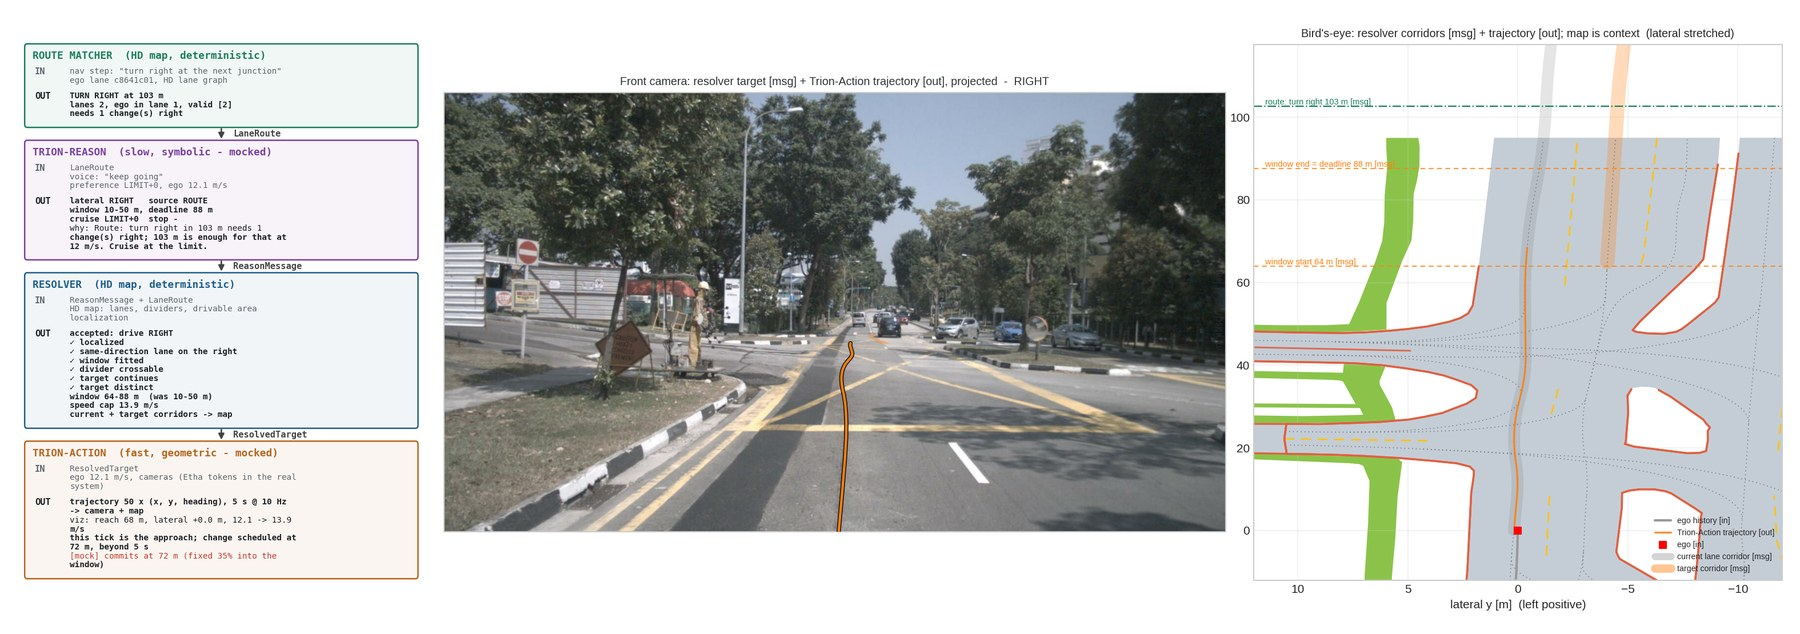 ROUTE MATCHER  (HD map, deterministic)
IN nav step: "turn right at the next junction"
ego lane c8641c01, HD lane graph
OUT TURN RIGHT at 103 m
lanes 2, ego in lane 1, valid [2]
needs 1 change(s) right
LaneRoute
TRION-REASON  (slow, symbolic - mocked)
IN LaneRoute
voice: "keep going"
preference LIMIT+0, ego 12.1 m/s
OUT lateral RIGHT   source ROUTE
window 10-50 m, deadline 88 m
cruise LIMIT+0  stop -
why: Route: turn right in 103 m needs 1
change(s) right; 103 m is enough for that at
12 m/s. Cruise at the limit.
ReasonMessage
RESOLVER  (HD map, deterministic)
IN ReasonMessage + LaneRoute
HD map: lanes, dividers, drivable area
localization
OUT accepted: drive RIGHT
✓ localized
✓ same-direction lane on the right
✓ window fitted
✓ divider crossable
✓ target continues
✓ target distinct
window 64-88 m  (was 10-50 m)
speed cap 13.9 m/s
current + target corridors -> map
ResolvedTarget
TRION-ACTION  (fast, geometric - mocked)
IN ResolvedTarget
ego 12.1 m/s, cameras (Etha tokens in the real
system)
OUT trajectory 50 x (x, y, heading), 5 s @ 10 Hz
-> camera + map
viz: reach 68 m, lateral +0.0 m, 12.1 -> 13.9
m/s
this tick is the approach; change scheduled at
72 m, beyond 5 s
[mock] commits at 72 m (fixed 35% into the
window)
Front camera: resolver target [msg] + Trion-Action trajectory [out], projected  -  RIGHT
Bird's-eye: resolver corridors [msg] + trajectory [out]; map is context  (lateral stretched)
route: turn right 103 m [msg]
window end = deadline 88 m [msg]
window start 64 m [msg]
100
80
60
40
20
0
ego history [in]
Trion-Action trajectory [out]
ego [in]
current lane corridor [msg]
target corridor [msg]
10 5 0 −5 −10
lateral y [m]  (left positive)